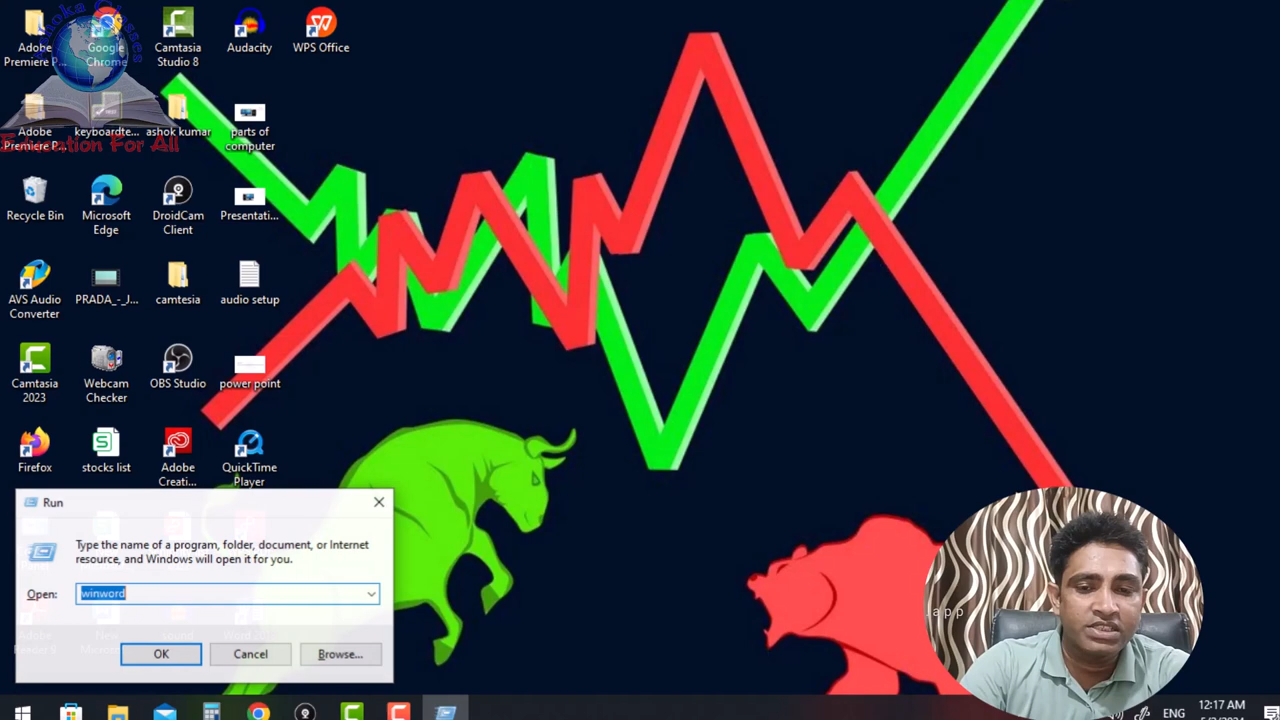 Adobe Premiere P...
Google Chrome
Camtasia Studio 8
Audacity
WPS Office
Education For All
Adobe Premiere P...
keyboardte...
ashok kumar
parts of computer
Recycle Bin
Microsoft Edge
DroidCam Client
Presentati...
AVS Audio Converter
PRADA_-_J...
camtesia
audio setup
Camtasia 2023
Webcam Checker
OBS Studio
power point
Firefox
stocks list
Adobe Creati...
QuickTime Player
Run
Type the name of a program, folder, document, or Internet
resource, and Windows will open it for you.
Open: winword
OK
Cancel
Browse...
app
ENG
12:17 AM